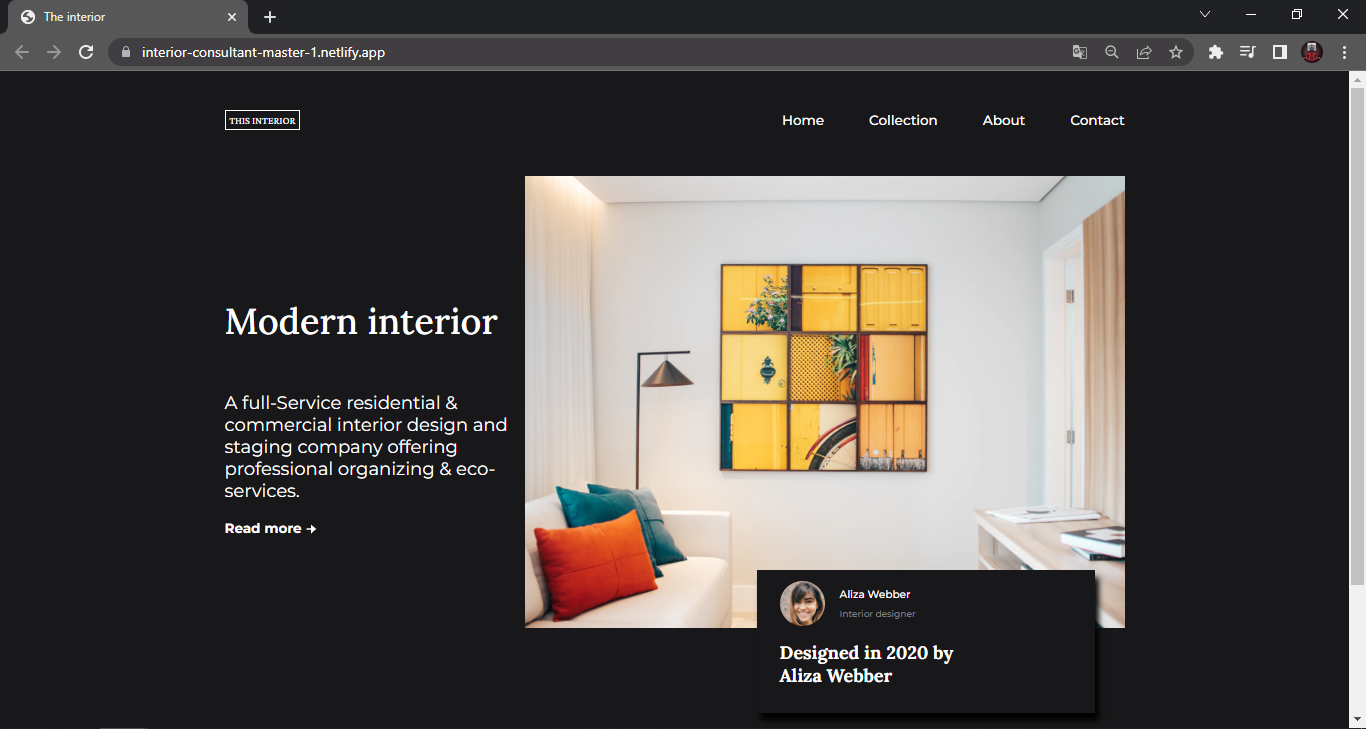 The interior
interior-consultant-master-1.netlify.app
THIS INTERIOR
Home Collection About Contact
Modern interior
A full-Service residential &
commercial interior design and
staging company offering
professional organizing & eco-
services.
Read more →
Aliza Webber
Interior designer
Designed in 2020 by
Aliza Webber